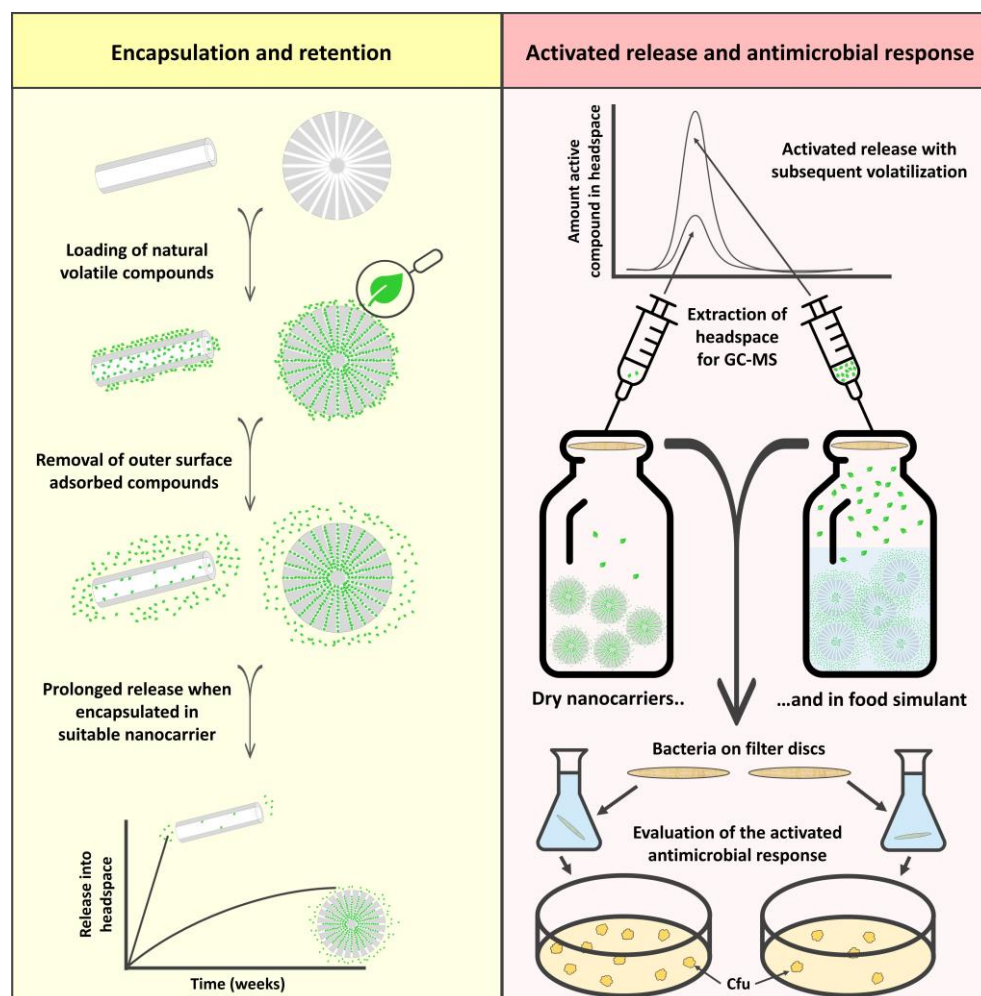 Encapsulation and retention
Loading of natural
volatile compounds
Removal of outer surface
adsorbed compounds
Prolonged release when
encapsulated in
suitable nanocarrier
Release into
headspace
Time (weeks)
Activated release and antimicrobial response
Amount active
compound in headspace
Activated release with
subsequent volatilization
Extraction of
headspace
for GC-MS
Dry nanocarriers..
...and in food simulant
Bacteria on filter discs
Evaluation of the activated
antimicrobial response
Cfu